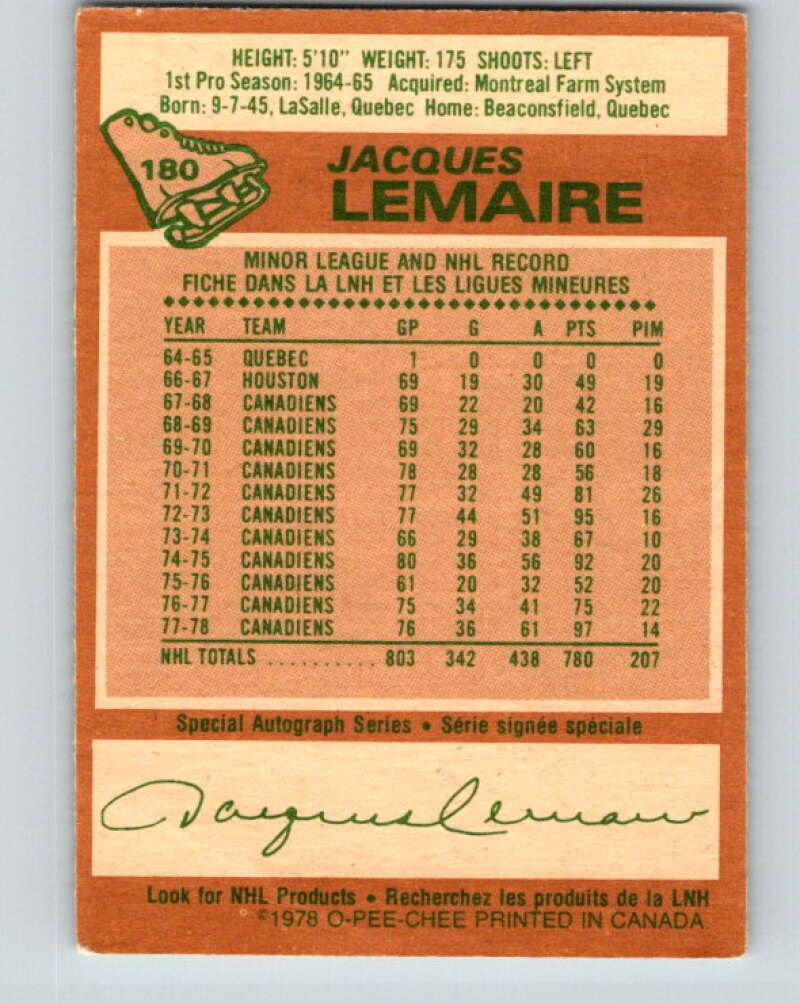 HEIGHT: 5'10" WEIGHT: 175 SHOOTS: LEFT
1st Pro Season: 1964-65 Acquired: Montreal Farm System
Born: 9-7-45, LaSalle, Quebec Home: Beaconsfield, Quebec
180
JACQUES
LEMAIRE
MINOR LEAGUE AND NHL RECORD
FICHE DANS LA LNH ET LES LIGUES MINEURES
YEAR TEAM GP G A PTS PIM
64-65 QUEBEC 1 0 0 0 0
66-67 HOUSTON 69 19 30 49 19
67-68 CANADIENS 69 22 20 42 16
68-69 CANADIENS 75 29 34 63 29
69-70 CANADIENS 69 32 28 60 16
70-71 CANADIENS 78 28 28 56 18
71-72 CANADIENS 77 32 49 81 26
72-73 CANADIENS 77 44 51 95 16
73-74 CANADIENS 66 29 38 67 10
74-75 CANADIENS 80 36 56 92 20
75-76 CANADIENS 61 20 32 52 20
76-77 CANADIENS 75 34 41 75 22
77-78 CANADIENS 76 36 61 97 14
NHL TOTALS .......... 803 342 438 780 207
Special Autograph Series • Série signée spéciale
Jacques Lemaire
Look for NHL Products • Recherchez les produits de la LNH
©1978 O-PEE-CHEE PRINTED IN CANADA.